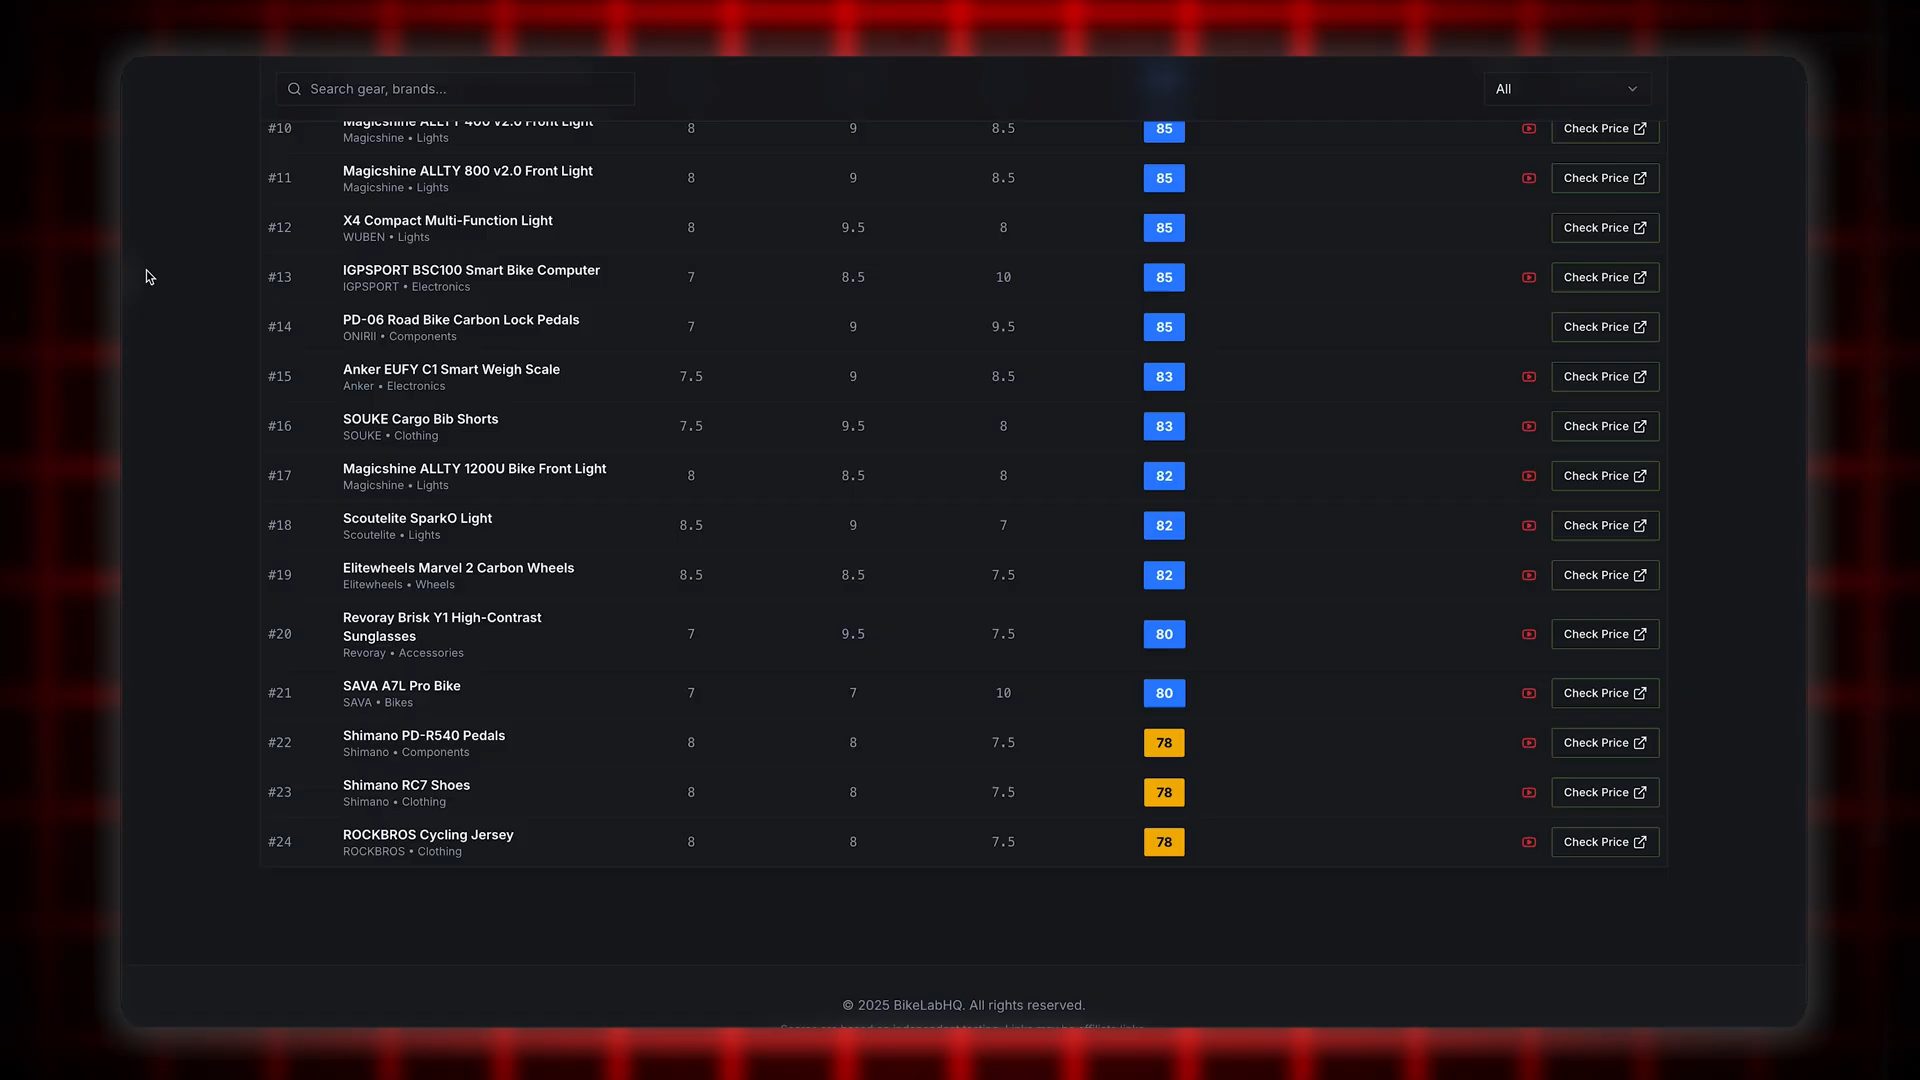 Search gear, brands...
All
#10 Magicshine ALLTY 400 v2.0 Front Light 8 9 8.5 85 Check Price
Magicshine • Lights
#11 Magicshine ALLTY 800 v2.0 Front Light 8 9 8.5 85 Check Price
Magicshine • Lights
#12 X4 Compact Multi-Function Light 8 9.5 8 85 Check Price
WUBEN • Lights
#13 IGPSPORT BSC100 Smart Bike Computer 7 8.5 10 85 Check Price
IGPSPORT • Electronics
#14 PD-06 Road Bike Carbon Lock Pedals 7 9 9.5 85 Check Price
ONIRII • Components
#15 Anker EUFY C1 Smart Weigh Scale 7.5 9 8.5 83 Check Price
Anker • Electronics
#16 SOUKE Cargo Bib Shorts 7.5 9.5 8 83 Check Price
SOUKE • Clothing
#17 Magicshine ALLTY 1200U Bike Front Light 8 8.5 8 82 Check Price
Magicshine • Lights
#18 Scoutelite SparkO Light 8.5 9 7 82 Check Price
Scoutelite • Lights
#19 Elitewheels Marvel 2 Carbon Wheels 8.5 8.5 7.5 82 Check Price
Elitewheels • Wheels
#20 Revoray Brisk Y1 High-Contrast 7 9.5 7.5 80 Check Price
Sunglasses
Revoray • Accessories
#21 SAVA A7L Pro Bike 7 7 10 80 Check Price
SAVA • Bikes
#22 Shimano PD-R540 Pedals 8 8 7.5 78 Check Price
Shimano • Components
#23 Shimano RC7 Shoes 8 8 7.5 78 Check Price
Shimano • Clothing
#24 ROCKBROS Cycling Jersey 8 8 7.5 78 Check Price
ROCKBROS • Clothing
© 2025 BikeLabHQ. All rights reserved.